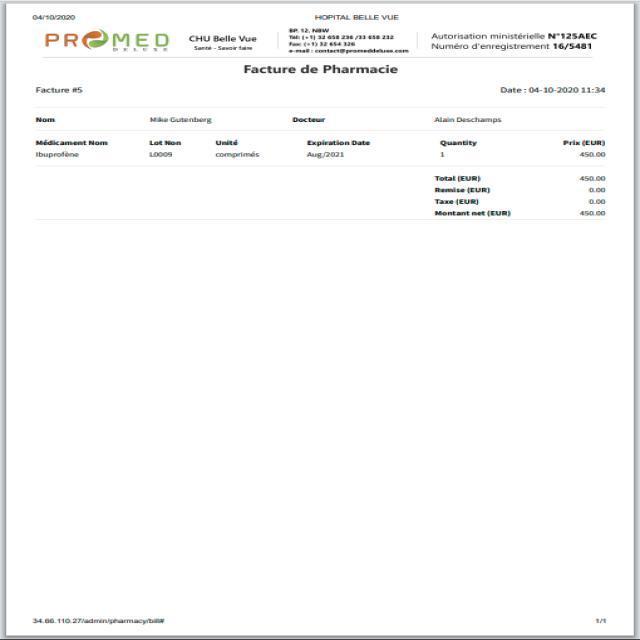 04/10/2020 HOPITAL BELLE VUE
PROMED
DELUXE
CHU Belle Vue
Santé - Savoir faire
BP. 12, NBW
Tél: (+1) 32 658 236 /33 658 232
Fax: (+1) 32 654 326
e-mail : contact@promeddeluxe.com
Autorisation ministérielle N°125AEC
Numéro d'enregistrement 16/5481
Facture de Pharmacie
Facture #5 Date : 04-10-2020 11:34
Nom Mike Gutenberg Docteur Alain Deschamps
Médicament Nom Lot Non Unité Expiration Date Quantity Prix (EUR)
Ibuprofène L0009 comprimés Aug/2021 1 450.00
Total (EUR) 450.00
Remise (EUR) 0.00
Taxe (EUR) 0.00
Montant net (EUR) 450.00
34.66.110.27/admin/pharmacy/bill# 1/1